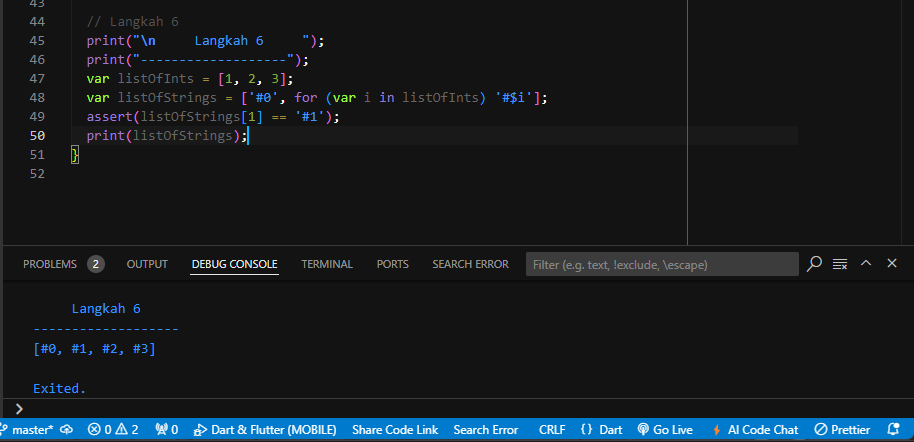 43
44 // Langkah 6
45 print("\n     Langkah 6     ");
46 print("-------------------");
47 var listOfInts = [1, 2, 3];
48 var listOfStrings = ['#0', for (var i in listOfInts) '#$i'];
49 assert(listOfStrings[1] == '#1');
50 print(listOfStrings);
51 }
52
PROBLEMS 2 OUTPUT DEBUG CONSOLE TERMINAL PORTS SEARCH ERROR Filter (e.g. text, !exclude, \escape)
Langkah 6
-------------------
[#0, #1, #2, #3]
Exited.
>
master* 0 2 0 Dart & Flutter (MOBILE) Share Code Link Search Error CRLF {} Dart Go Live AI Code Chat Prettier